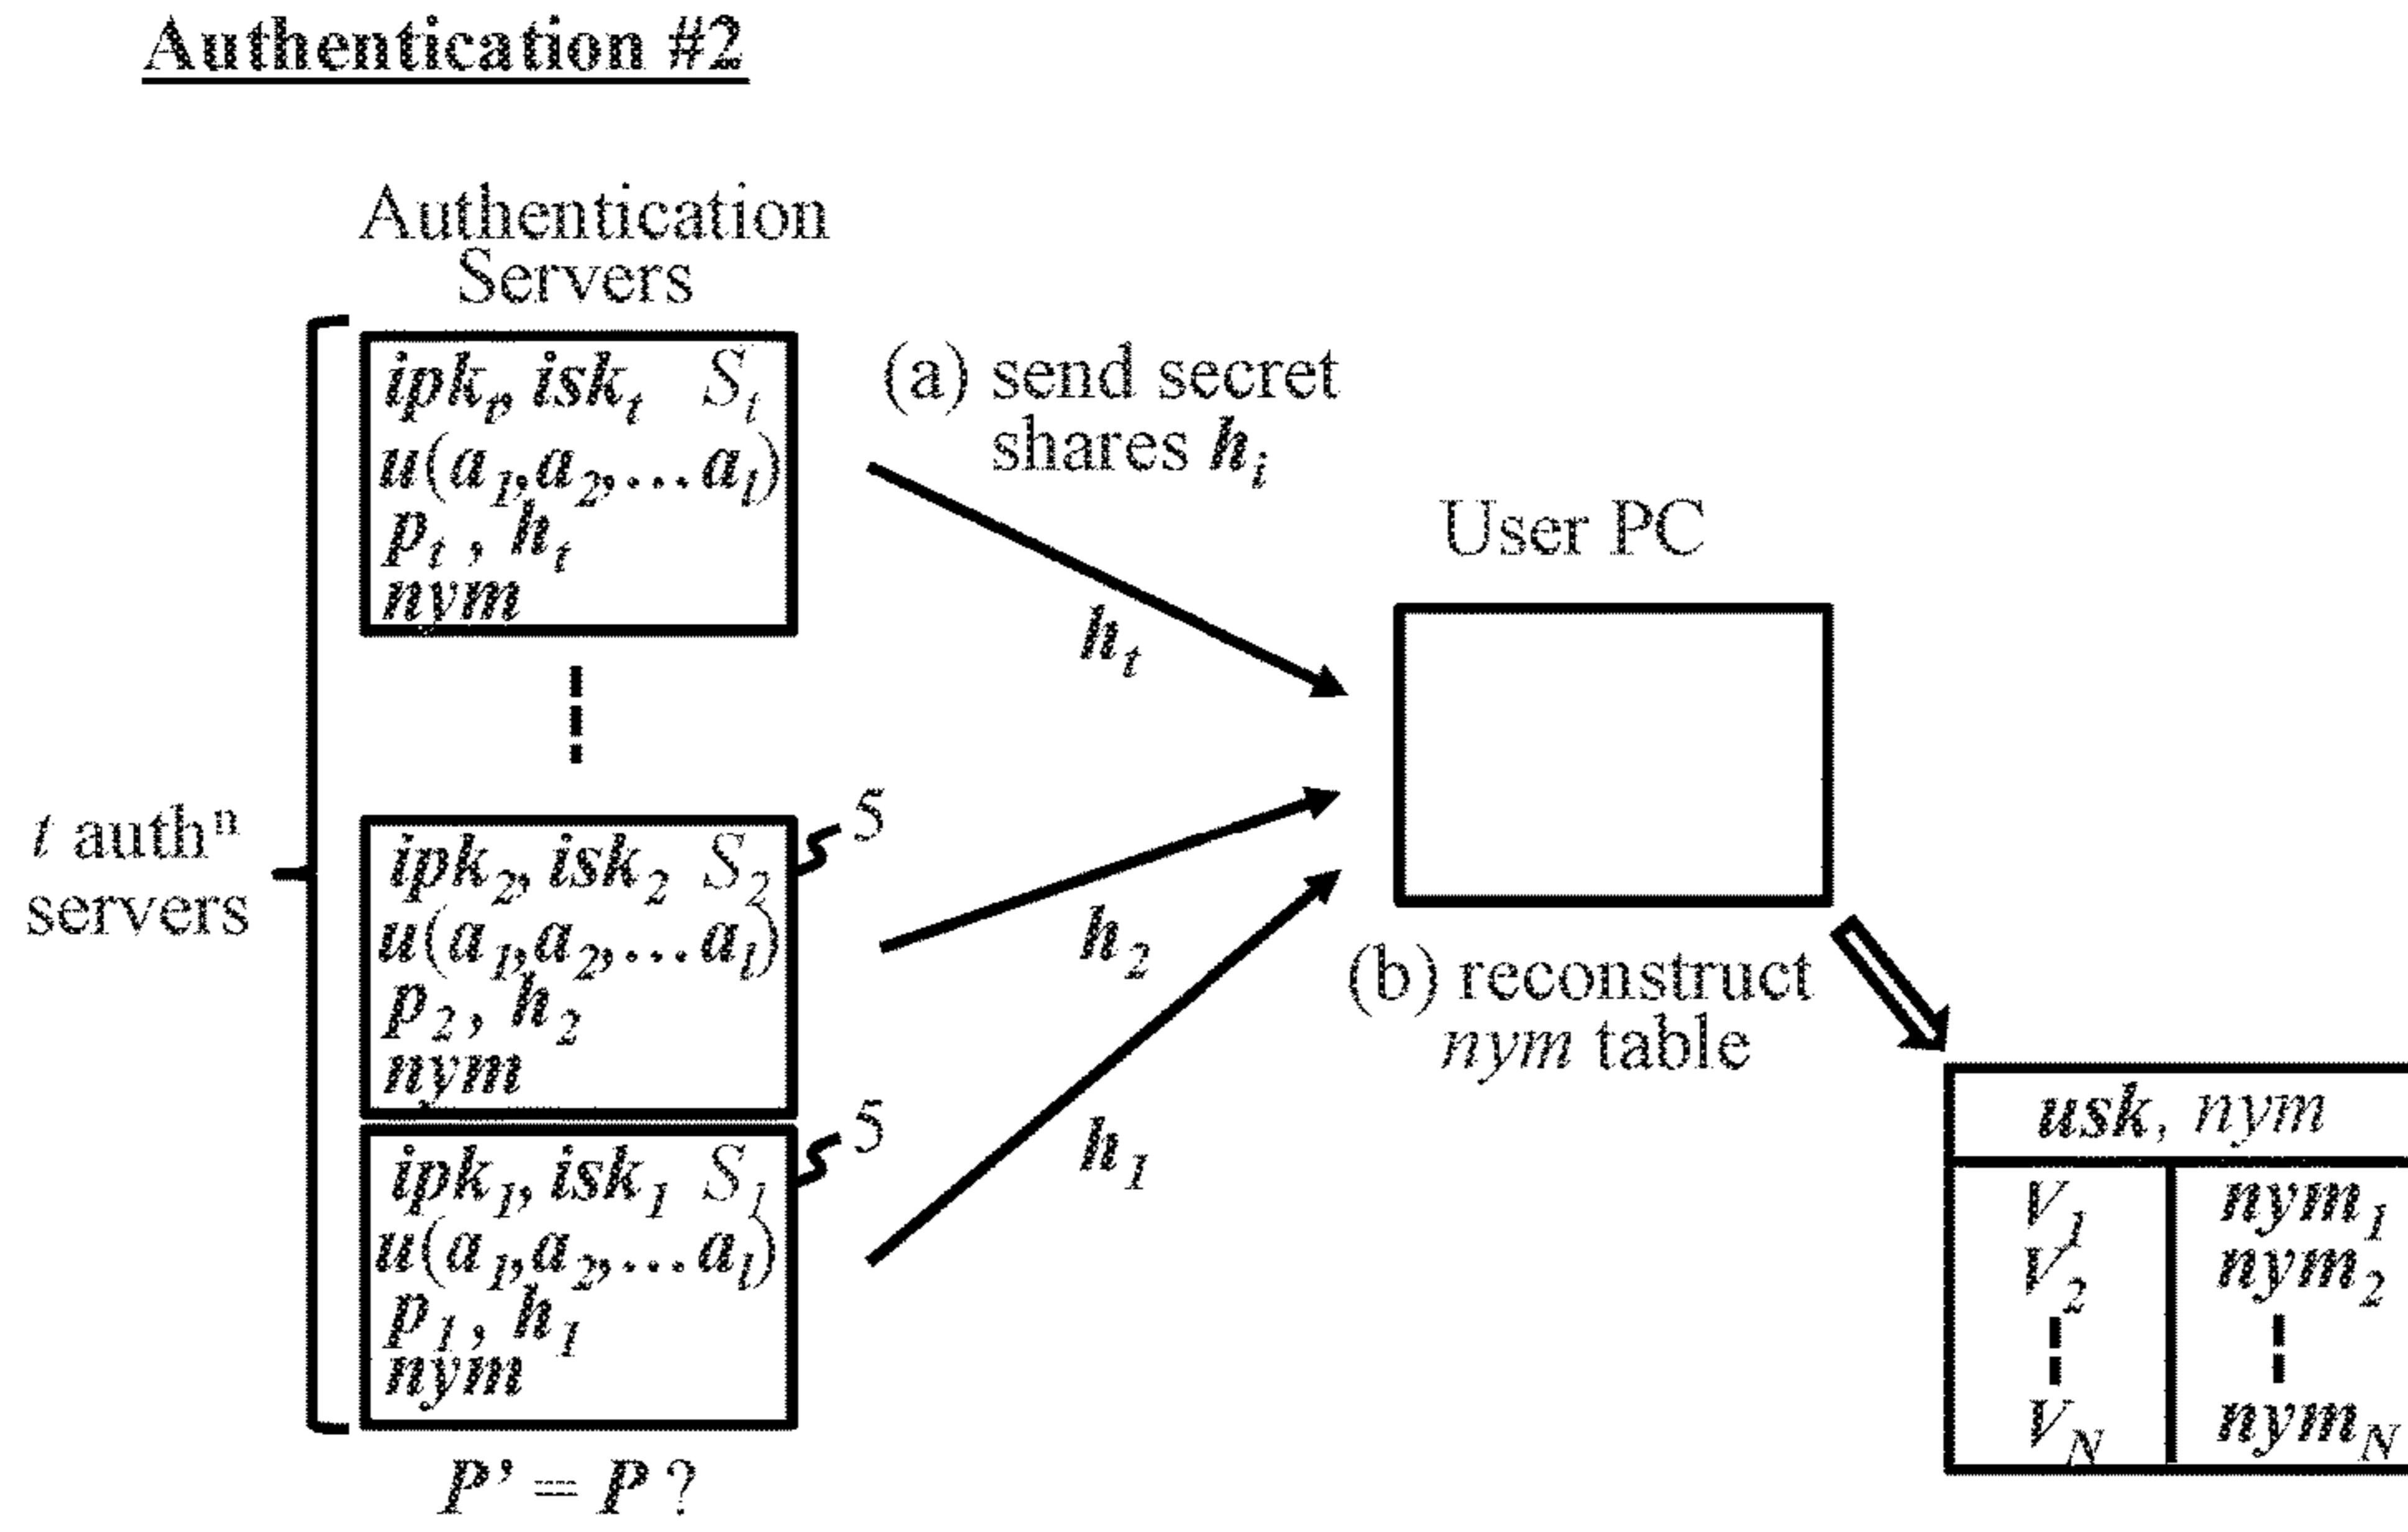 Authentication #2
Authentication
Servers
ipk_t, isk_t S_t
u(a_1,a_2,...a_l)
p_t , h_t
nym
(a) send secret
shares h_i
h_t
User PC
t auth^n
servers
5
ipk_2, isk_2 S_2
u(a_1,a_2,...a_l)
p_2, h_2
nym
h_2
(b) reconstruct
nym table
5
ipk_1, isk_1 S_1
u(a_1,a_2,...a_l)
p_1, h_1
nym
h_1
P' = P ?
usk, nym
V_1 nym_1
V_2 nym_2
V_N nym_N